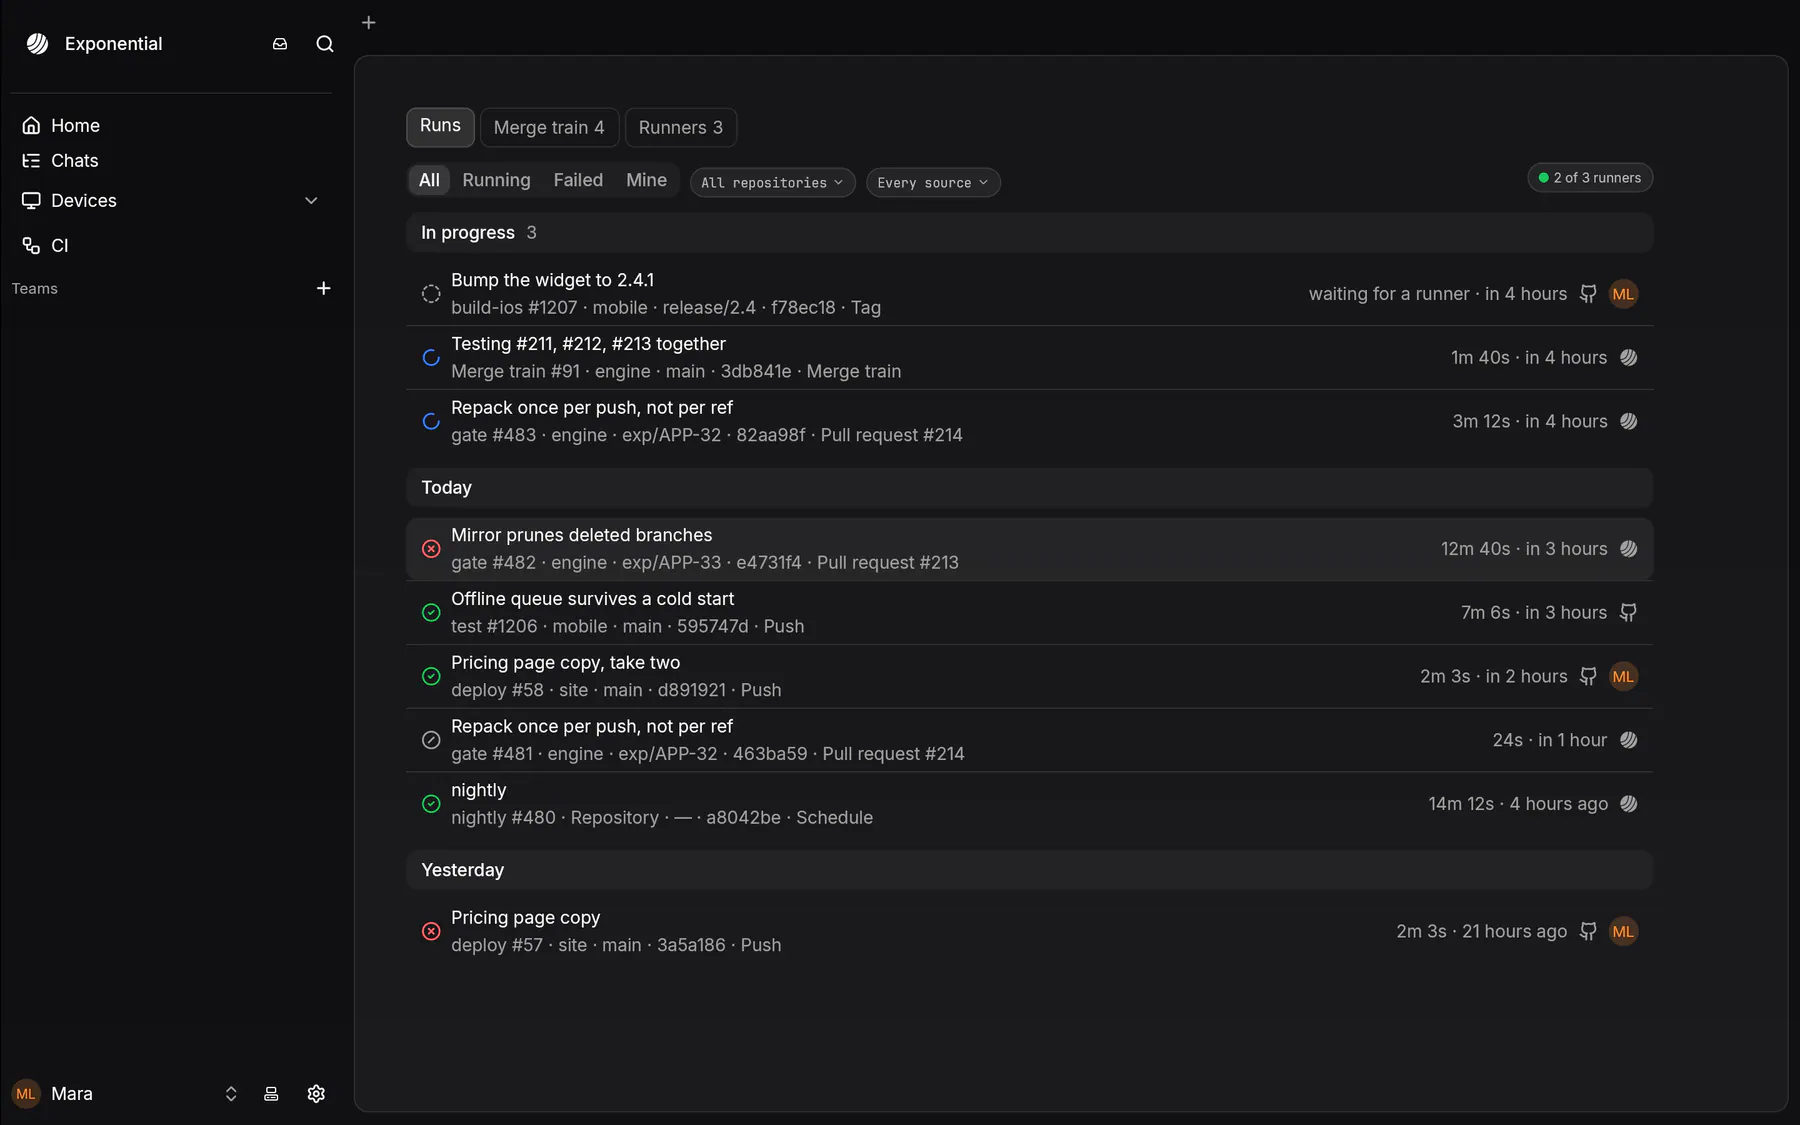 Exponential
Home
Chats
Devices
CI
Teams
Runs
Merge train 4
Runners 3
All
Running
Failed
Mine
All repositories
Every source
2 of 3 runners
In progress 3
Bump the widget to 2.4.1
build-ios #1207 · mobile · release/2.4 · f78ec18 · Tag
waiting for a runner · in 4 hours
ML
Testing #211, #212, #213 together
Merge train #91 · engine · main · 3db841e · Merge train
1m 40s · in 4 hours
Repack once per push, not per ref
gate #483 · engine · exp/APP-32 · 82aa98f · Pull request #214
3m 12s · in 4 hours
Today
Mirror prunes deleted branches
gate #482 · engine · exp/APP-33 · e4731f4 · Pull request #213
12m 40s · in 3 hours
Offline queue survives a cold start
test #1206 · mobile · main · 595747d · Push
7m 6s · in 3 hours
Pricing page copy, take two
deploy #58 · site · main · d891921 · Push
2m 3s · in 2 hours
ML
Repack once per push, not per ref
gate #481 · engine · exp/APP-32 · 463ba59 · Pull request #214
24s · in 1 hour
nightly
nightly #480 · Repository · — · a8042be · Schedule
14m 12s · 4 hours ago
Yesterday
Pricing page copy
deploy #57 · site · main · 3a5a186 · Push
2m 3s · 21 hours ago
ML
ML
Mara